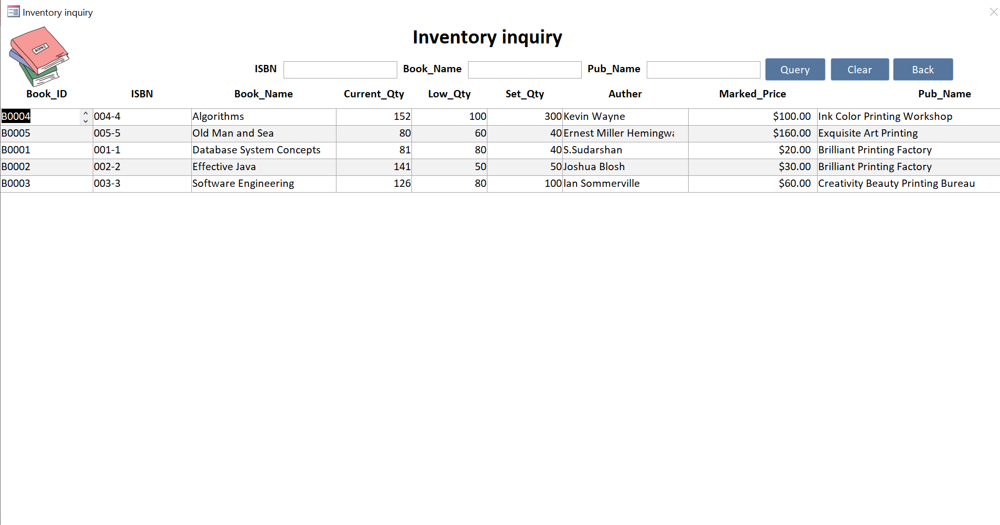 Inventory inquiry
BOOKS
Inventory inquiry
ISBN Book_Name Pub_Name Query Clear Back
Book_ID ISBN Book_Name Current_Qty Low_Qty Set_Qty Auther Marked_Price Pub_Name
B0004 004-4 Algorithms 152 100 300 Kevin Wayne $100.00 Ink Color Printing Workshop
B0005 005-5 Old Man and Sea 80 60 40 Ernest Miller Hemingwa $160.00 Exquisite Art Printing
B0001 001-1 Database System Concepts 81 80 40 S.Sudarshan $20.00 Brilliant Printing Factory
B0002 002-2 Effective Java 141 50 50 Joshua Blosh $30.00 Brilliant Printing Factory
B0003 003-3 Software Engineering 126 80 100 lan Sommerville $60.00 Creativity Beauty Printing Bureau